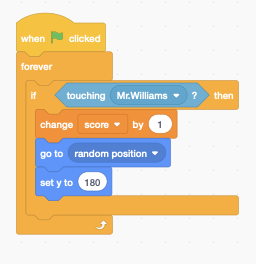 when clicked
forever
if touching Mr.Williams ? then
change score by 1
go to random position
set y to 180